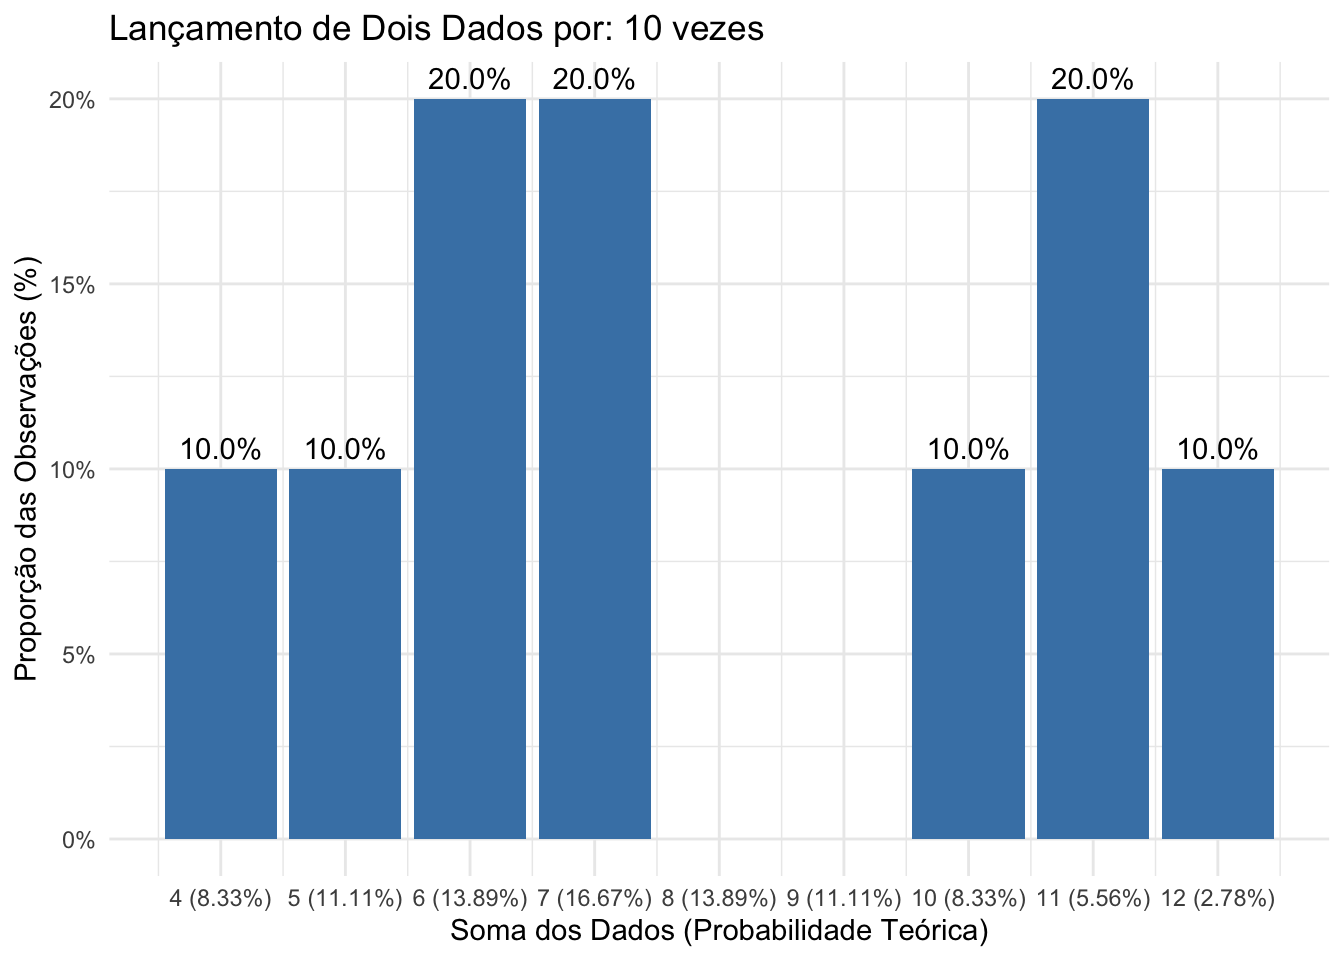 Lançamento de Dois Dados por: 10 vezes
20.0% 20.0% 20.0%
20%
15%
10.0% 10.0% 10.0% 10.0%
10%
5%
0%
Proporção das Observações (%)
4 (8.33%) 5 (11.11%) 6 (13.89%) 7 (16.67%) 8 (13.89%) 9 (11.11%) 10 (8.33%) 11 (5.56%) 12 (2.78%)
Soma dos Dados (Probabilidade Teórica)